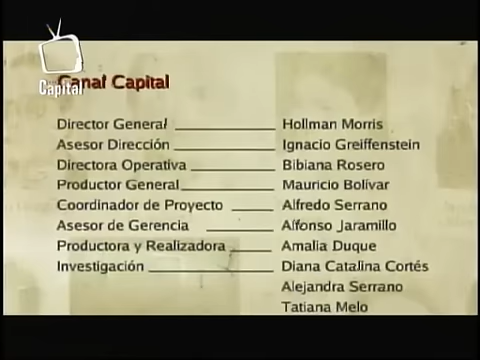 Canal Capital
Capital
Director General Hollman Morris
Asesor Dirección Ignacio Greiffenstein
Directora Operativa Bibiana Rosero
Productor General Mauricio Bolívar
Coordinador de Proyecto Alfredo Serrano
Asesor de Gerencia Alfonso Jaramillo
Productora y Realizadora Amalia Duque
Investigación Diana Catalina Cortés
Alejandra Serrano
Tatiana Melo